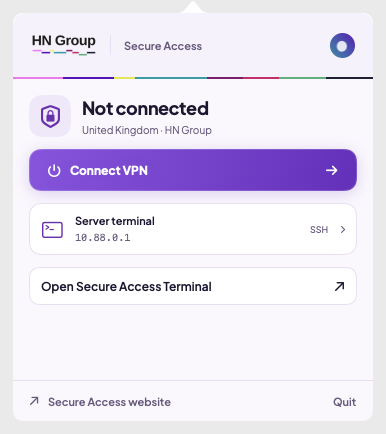 HN Group
Secure Access
Not connected
United Kingdom · HN Group
Connect VPN
Server terminal
10.88.0.1
SSH
Open Secure Access Terminal
Secure Access website
Quit